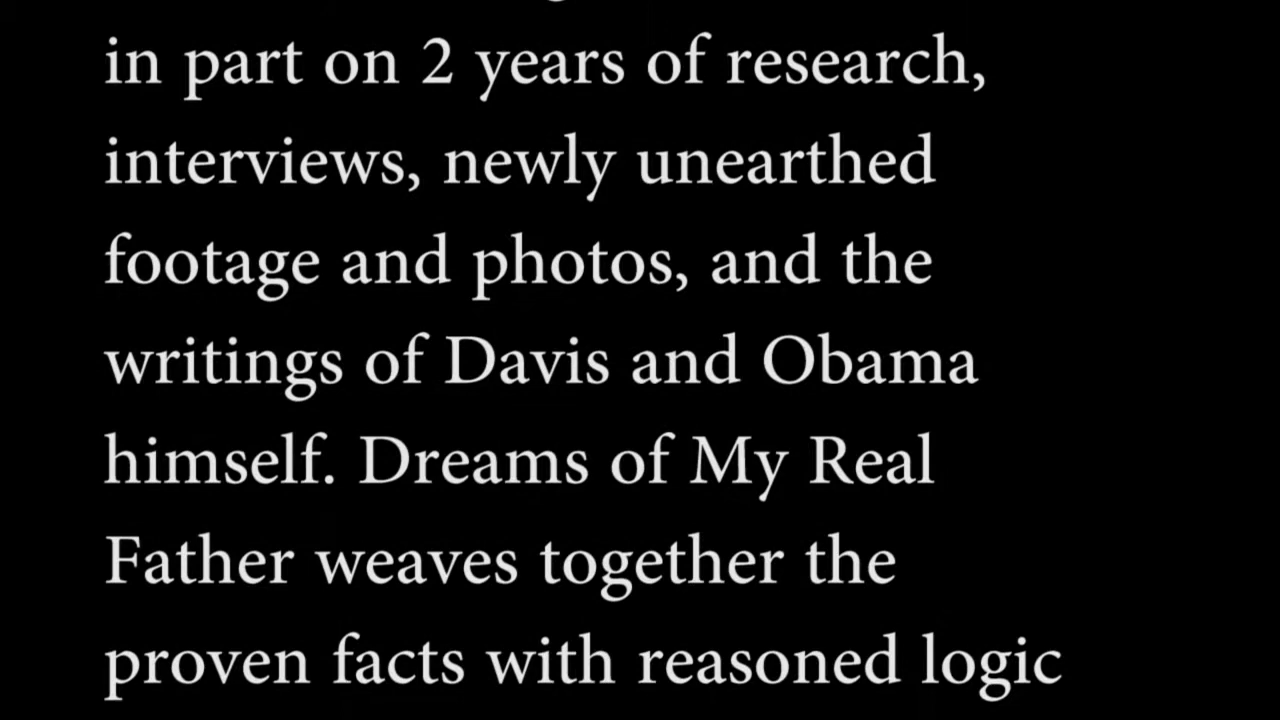 in part on 2 years of research,
interviews, newly unearthed
footage and photos, and the
writings of Davis and Obama
himself. Dreams of My Real
Father weaves together the
proven facts with reasoned logic